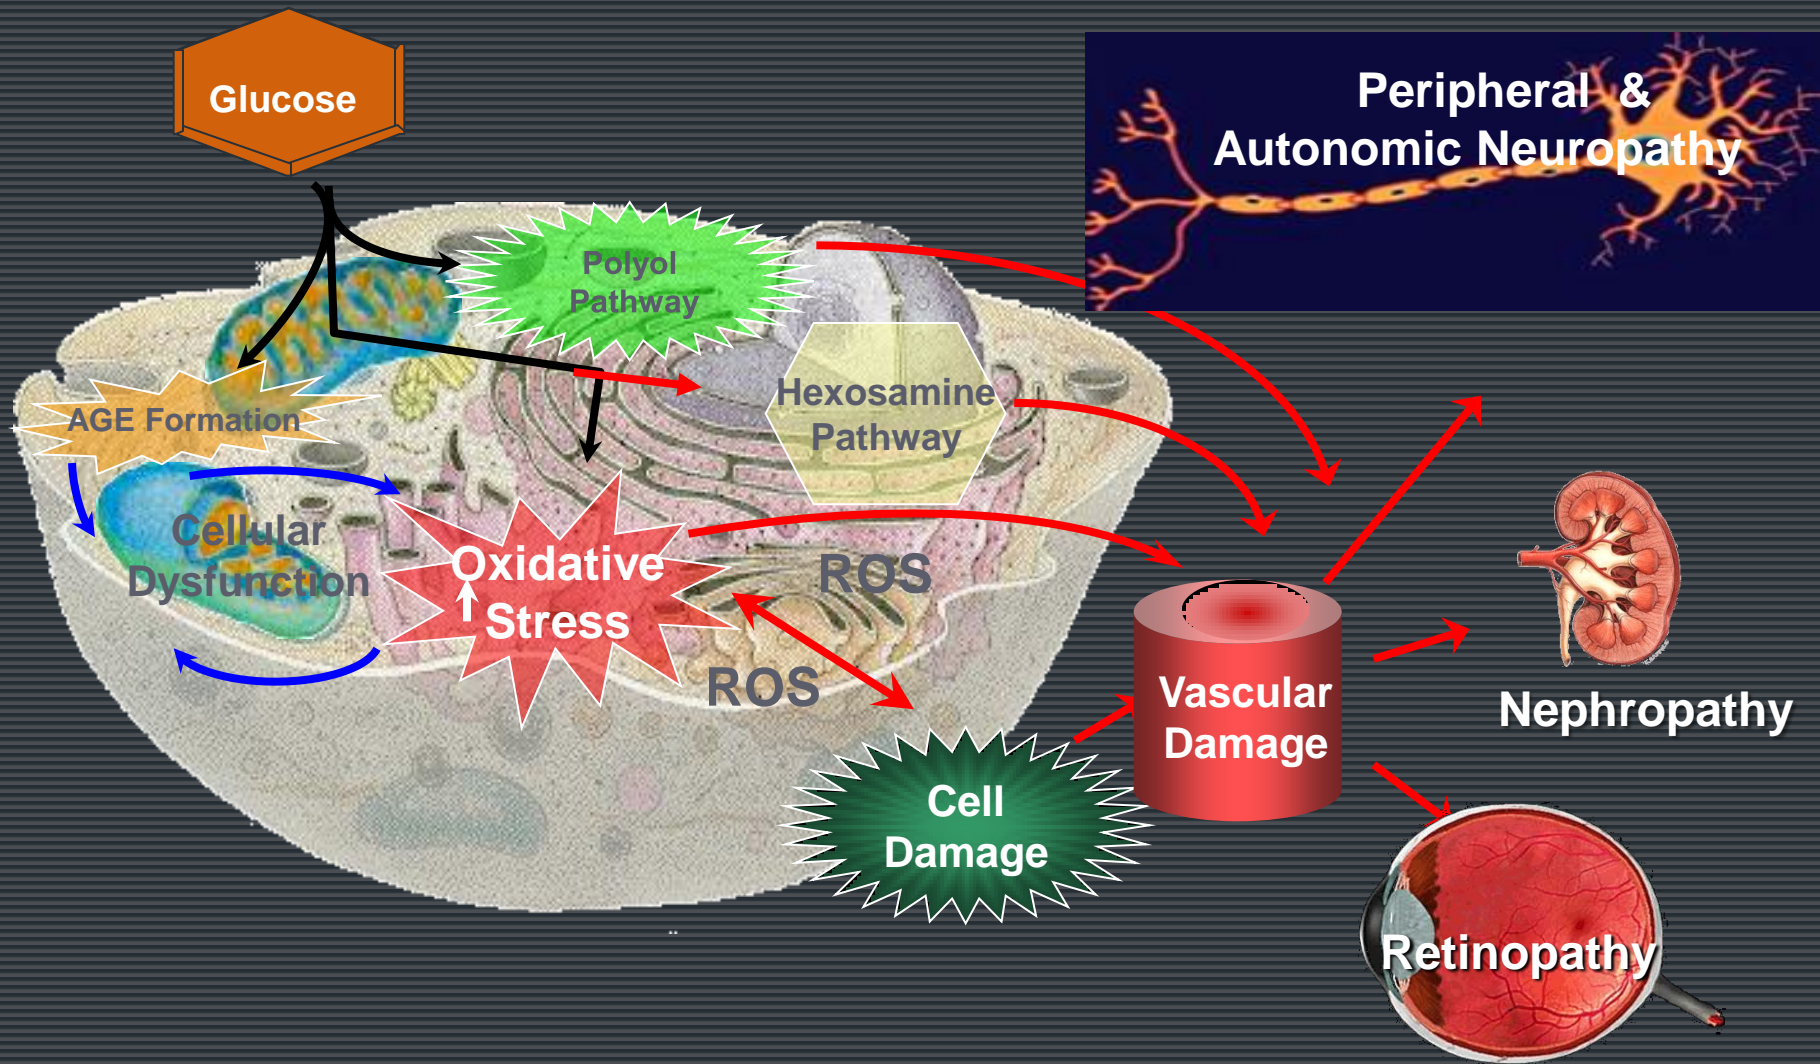 Glucose
Peripheral &
Autonomic Neuropathy
Polyol
Pathway
Hexosamine
Pathway
AGE Formation
Cellular
Dysfunction
Oxidative
Stress
ROS
ROS
Vascular
Damage
Nephropathy
Cell
Damage
Retinopathy